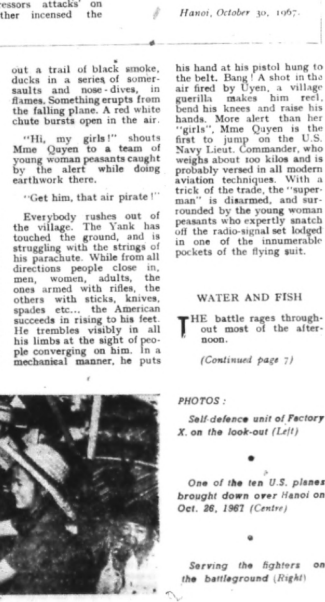 ressors attacks' on
ther incensed the
Hanoi, October 30, 1967.
out a trail of black smoke,
ducks in a series of somer-
saults and nose-dives, in
flames. Something erupts from
the falling plane. A red white
chute bursts open in the air.
"Hi, my girls!" shouts
Mme Quyen to a team of
young woman peasants caught
by the alert while doing
earthwork there.
"Get him, that air pirate!"
Everybody rushes out of
the village. The Yank has
touched the ground, and is
struggling with the strings of
his parachute. While from all
directions people close in,
men, women, adults, the
ones armed with rifles, the
others with sticks, knives,
spades etc... the American
succeeds in rising to his feet.
He trembles visibly in all
his limbs at the sight of peo-
ple converging on him. In a
mechanical manner, he puts
his hand at his pistol hung to
the belt. Bang! A shot in the
air fired by Uyen, a village
guerilla makes him reel,
bend his knees and raise his
hands. More alert than her
"girls", Mme Quyen is the
first to jump on the U.S.
Navy Lieut. Commander, who
weighs about 100 kilos and is
probably versed in all modern
aviation techniques. With a
trick of the trade, the "super-
man" is disarmed, and sur-
rounded by the young woman
peasants who expertly snatch
off the radio-signal set lodged
in one of the innumerable
pockets of the flying suit.
WATER AND FISH
THE battle rages through-
out most of the after-
noon.
(Continued page 7)
PHOTOS :
Self-defence unit of Factory
X. on the look-out (Left)
One of the ten U.S. planes
brought down over Hanoi on
Oct. 26, 1967 (Centre)
Serving the fighters on
the battleground (Right)